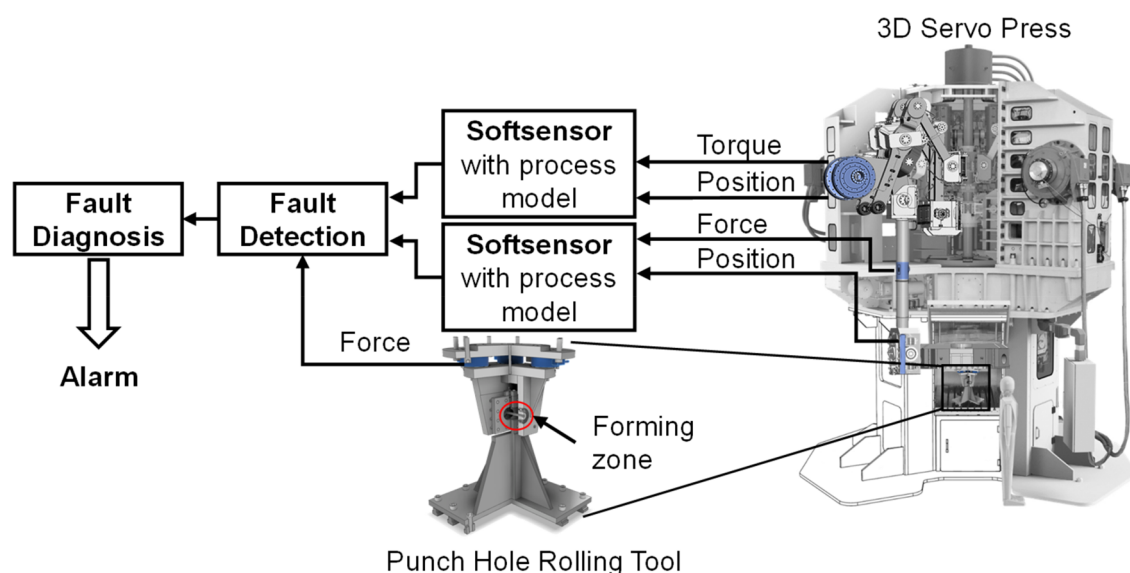 3D Servo Press
Softsensor
with process
model
Torque
Position
Fault
Diagnosis
Fault
Detection
Softsensor
with process
model
Force
Position
Force
Alarm
Forming
zone
Punch Hole Rolling Tool